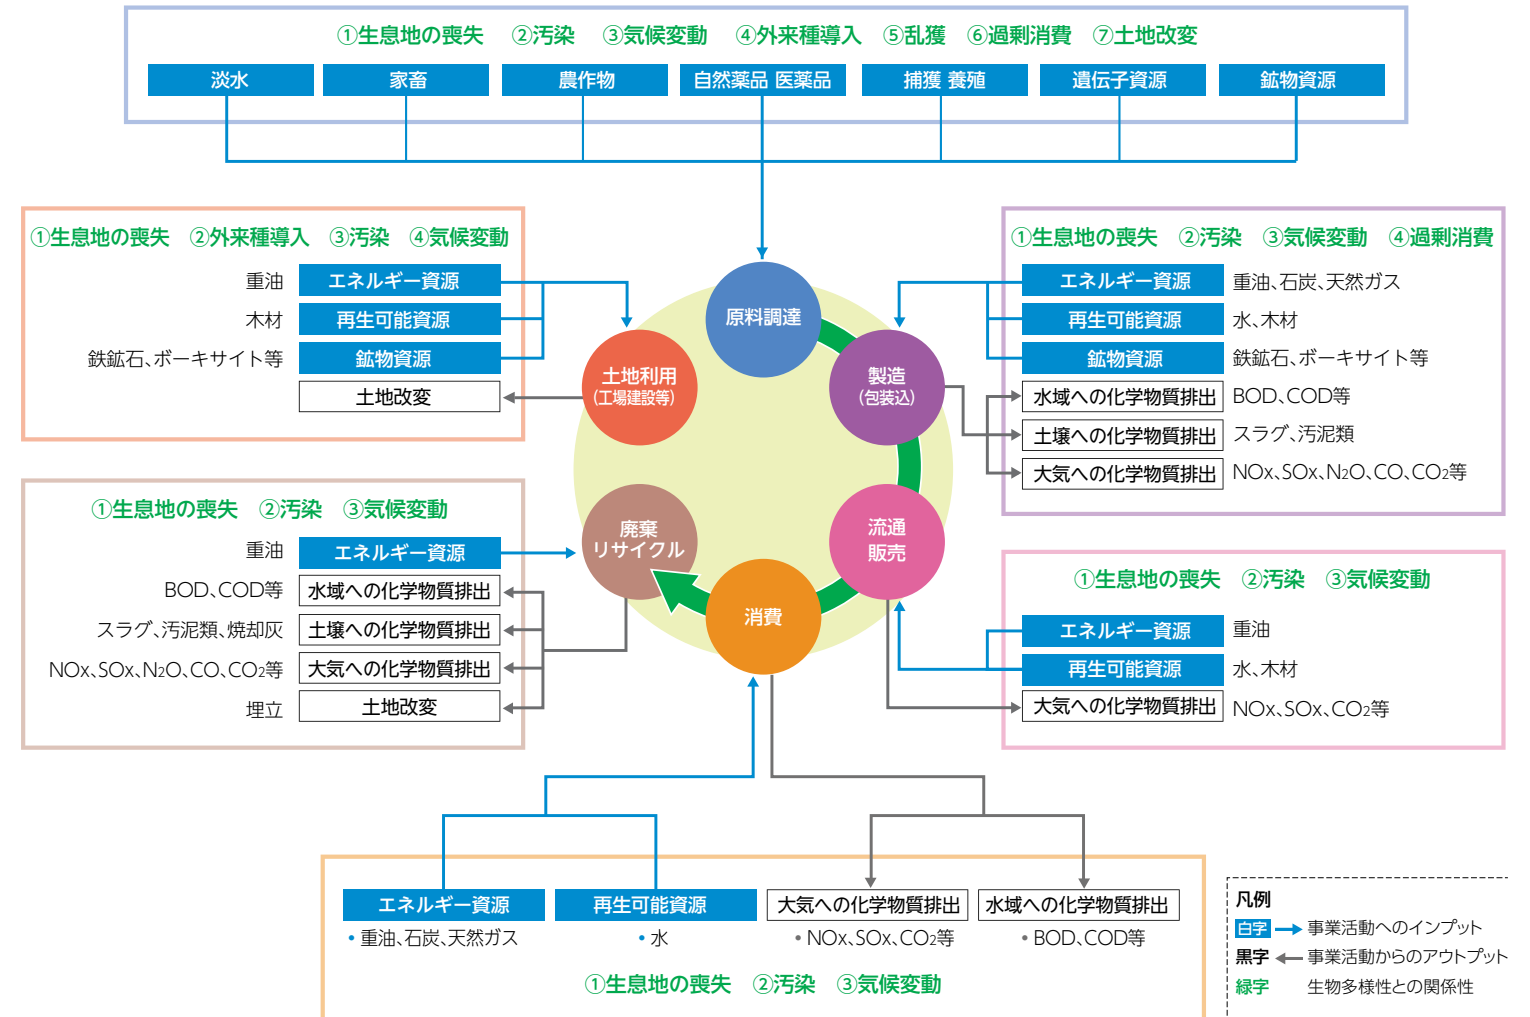 ①生息地の喪失 ②汚染 ③気候変動 ④外来種導入 ⑤乱獲 ⑥過剰消費 ⑦土地改変
淡水 家畜 農作物 自然薬品 医薬品 捕獲 養殖 遺伝子資源 鉱物資源
①生息地の喪失 ②外来種導入 ③汚染 ④気候変動
重油 エネルギー資源
木材 再生可能資源
鉄鉱石、ボーキサイト等 鉱物資源
土地改変
原料調達
土地利用
(工場建設等)
製造
(包装込)
①生息地の喪失 ②汚染 ③気候変動 ④過剰消費
エネルギー資源 重油、石炭、天然ガス
再生可能資源 水、木材
鉱物資源 鉄鉱石、ボーキサイト等
水域への化学物質排出 BOD、COD等
土壌への化学物質排出 スラグ、汚泥類
大気への化学物質排出 NOx、SOx、N2O、CO、CO2等
①生息地の喪失 ②汚染 ③気候変動
重油 エネルギー資源
BOD、COD等 水域への化学物質排出
スラグ、汚泥類、焼却灰 土壌への化学物質排出
NOx、SOx、N2O、CO、CO2等 大気への化学物質排出
埋立 土地改変
廃棄
リサイクル
流通
販売
消費
①生息地の喪失 ②汚染 ③気候変動
エネルギー資源 重油
再生可能資源 水、木材
大気への化学物質排出 NOx、SOx、CO2等
エネルギー資源 再生可能資源 大気への化学物質排出 水域への化学物質排出
・重油、石炭、天然ガス ・水 ・NOx、SOx、CO2等 ・BOD、COD等
①生息地の喪失 ②汚染 ③気候変動
凡例
白字 事業活動へのインプット
黒字 事業活動からのアウトプット
緑字 生物多様性との関係性